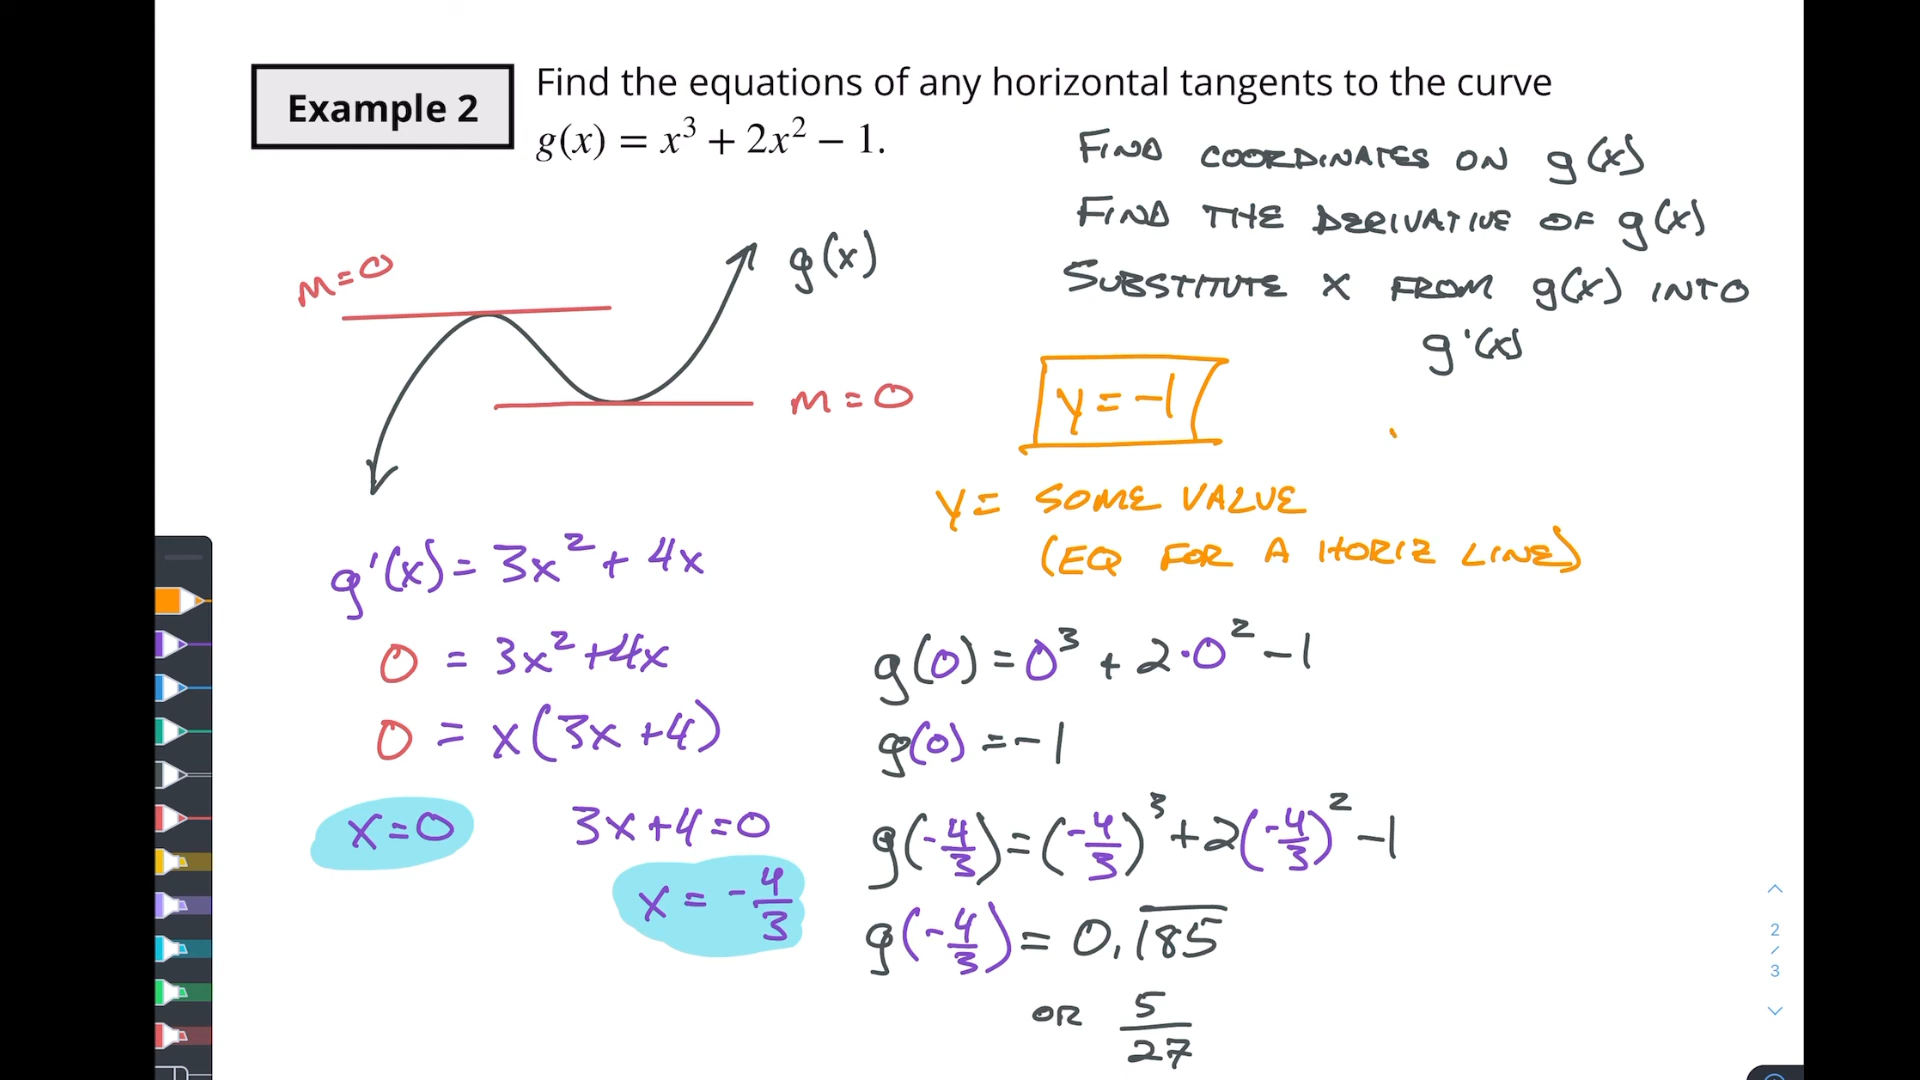 Example 2
Find the equations of any horizontal tangents to the curve
g(x) = x³ + 2x² − 1.
FIND COORDINATES ON g(x)
FIND THE DERIVATIVE OF g(x)
SUBSTITUTE X FROM g(x) INTO
g'(x)
g(x)
m=0
m=0
y=-1
y= SOME VALUE
(EQ FOR A HORIZ LINE)
g'(x)=3x²+4x
0=3x²+4x
0=x(3x+4)
x=0
3x+4=0
x=-4/3
g(0)=0³+2·0²-1
g(0)=-1
g(-4/3)=(-4/3)³+2(-4/3)²-1
g(-4/3)=0.1̅8̅5̅
OR 5/27
2
/
3